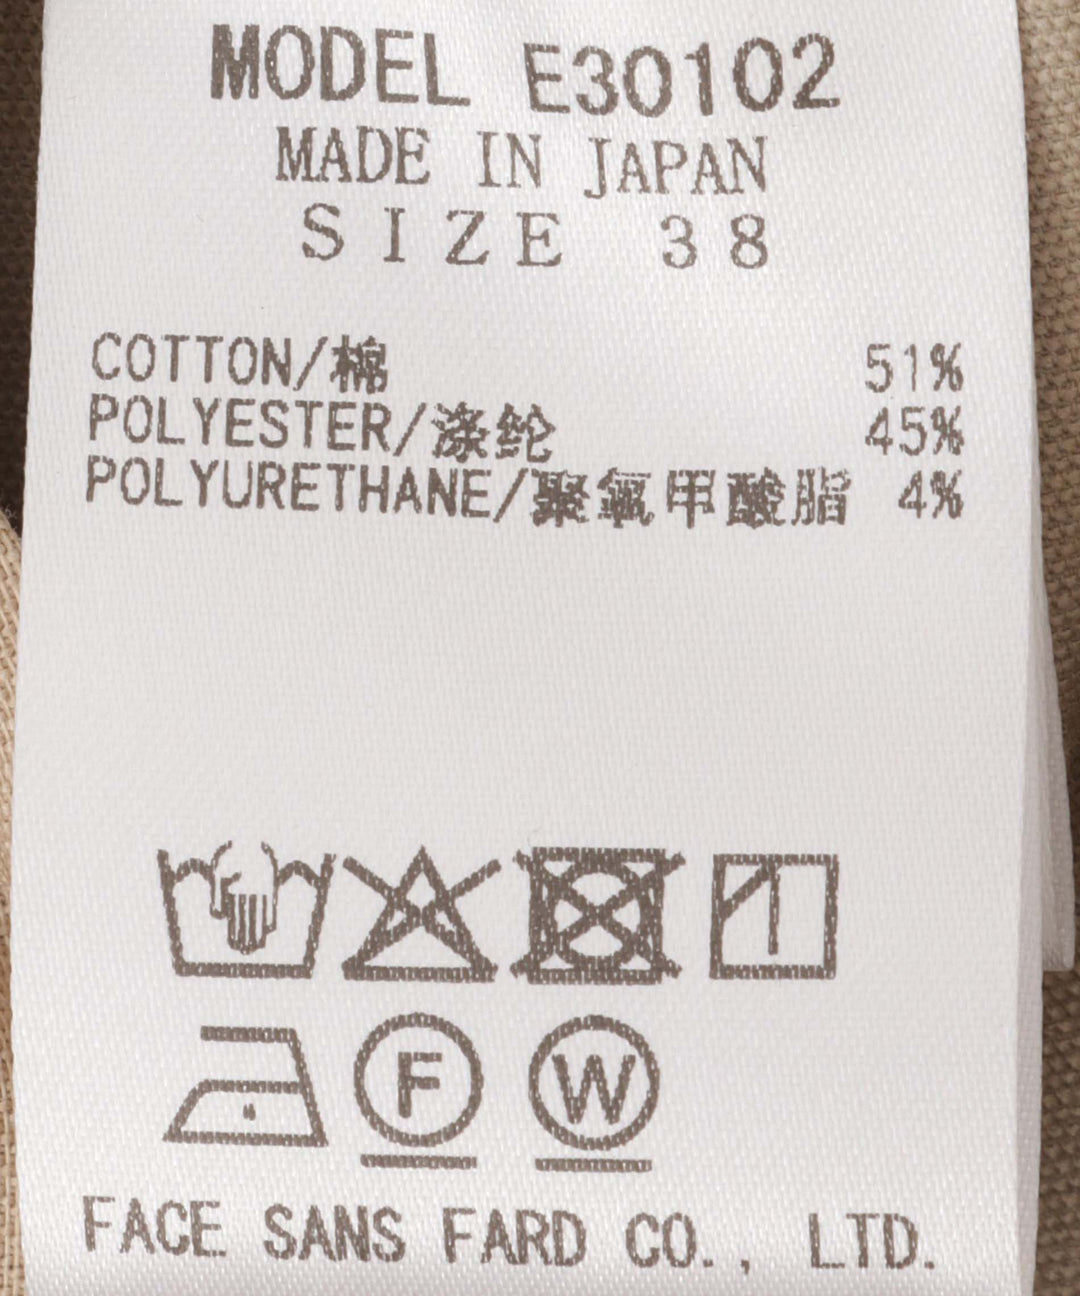 MODEL E30102
MADE IN JAPAN
SIZE 38
COTTON/棉 51%
POLYESTER/涤纶 45%
POLYURETHANE/聚氧甲酸脂 4%
F W
FACE SANS FARD CO., LTD.